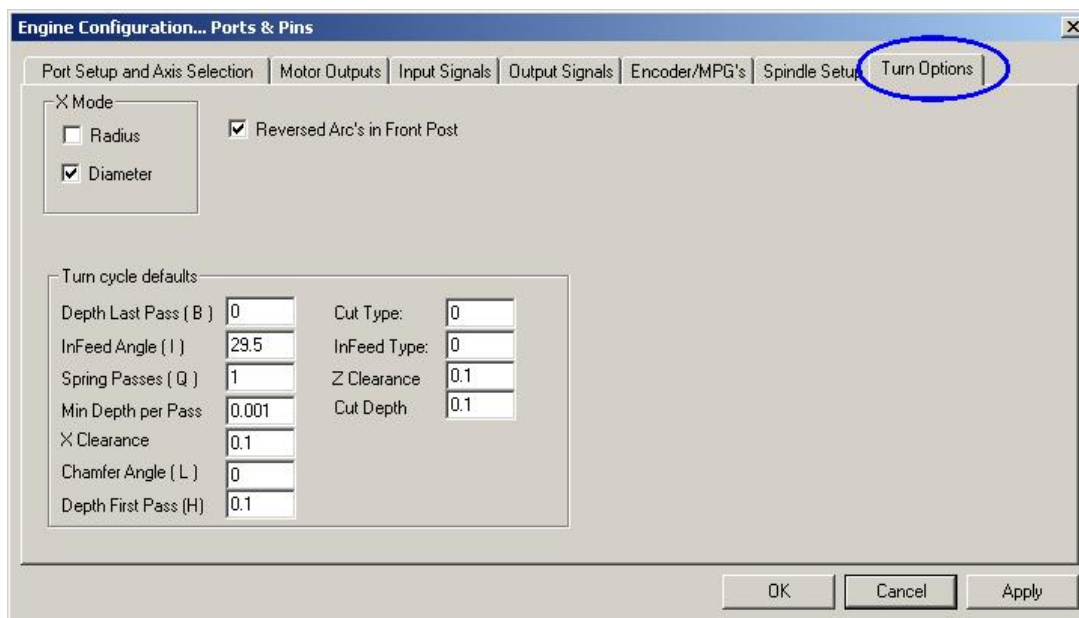 Engine Configuration... Ports & Pins
Port Setup and Axis Selection
Motor Outputs
Input Signals
Output Signals
Encoder/MPG's
Spindle Setup
Turn Options
X Mode
Radius
Diameter
Reversed Arc's in Front Post
Turn cycle defaults
Depth Last Pass ( B ) 0
InFeed Angle ( I ) 29.5
Spring Passes ( Q ) 1
Min Depth per Pass 0.001
X Clearance 0.1
Chamfer Angle ( L ) 0
Depth First Pass (H) 0.1
Cut Type: 0
InFeed Type: 0
Z Clearance 0.1
Cut Depth 0.1
OK
Cancel
Apply